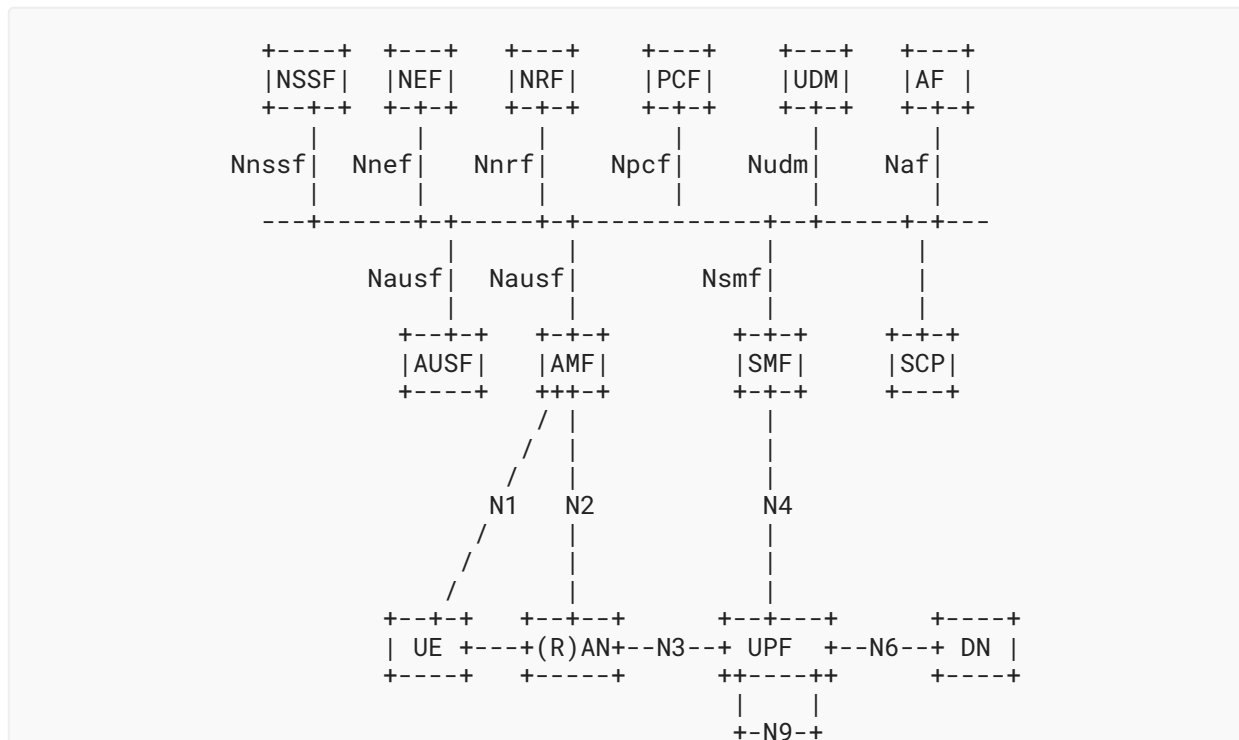 +----+ +---+ +---+ +---+ +---+ +---+
|NSSF| |NEF| |NRF| |PCF| |UDM| |AF |
+--+-+ +-+-+ +-+-+ +-+-+ +-+-+ +-+-+
| | | | | |
Nnssf| Nnef| Nnrf| Npcf| Nudm| Naf|
| | | | | |
---+------+-+-----+-+------------+--+-----+-+---
| | | |
Nausf| Nausf| Nsmf| |
| | | |
+--+-+ +-+-+ +-+-+ +-+-+
|AUSF| |AMF| |SMF| |SCP|
+----+ +++-+ +-+-+ +---+
/ | |
/ | |
/ | |
N1 N2 N4
/ | |
/ | |
/ | |
+--+-+ +--+--+ +--+---+ +----+
| UE +---+(R)AN+--N3--+ UPF +--N6--+ DN |
+----+ +-----+ ++----++ +----+
| |
+-N9-+